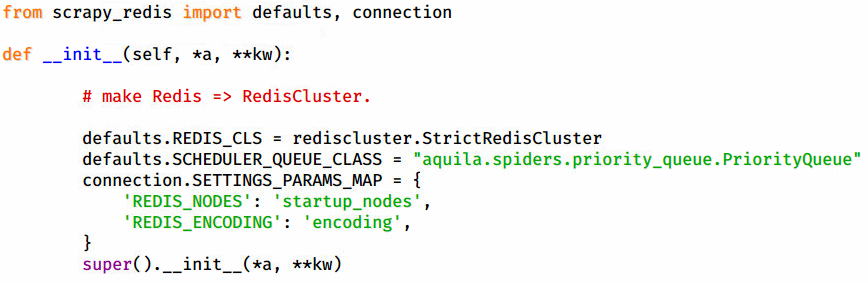 from scrapy_redis import defaults, connection
def __init__(self, *a, **kw):
# make Redis => RedisCluster.
defaults.REDIS_CLS = rediscluster.StrictRedisCluster
defaults.SCHEDULER_QUEUE_CLASS = "aquila.spiders.priority_queue.PriorityQueue"
connection.SETTINGS_PARAMS_MAP = {
'REDIS_NODES': 'startup_nodes',
'REDIS_ENCODING': 'encoding',
}
super().__init__(*a, **kw)